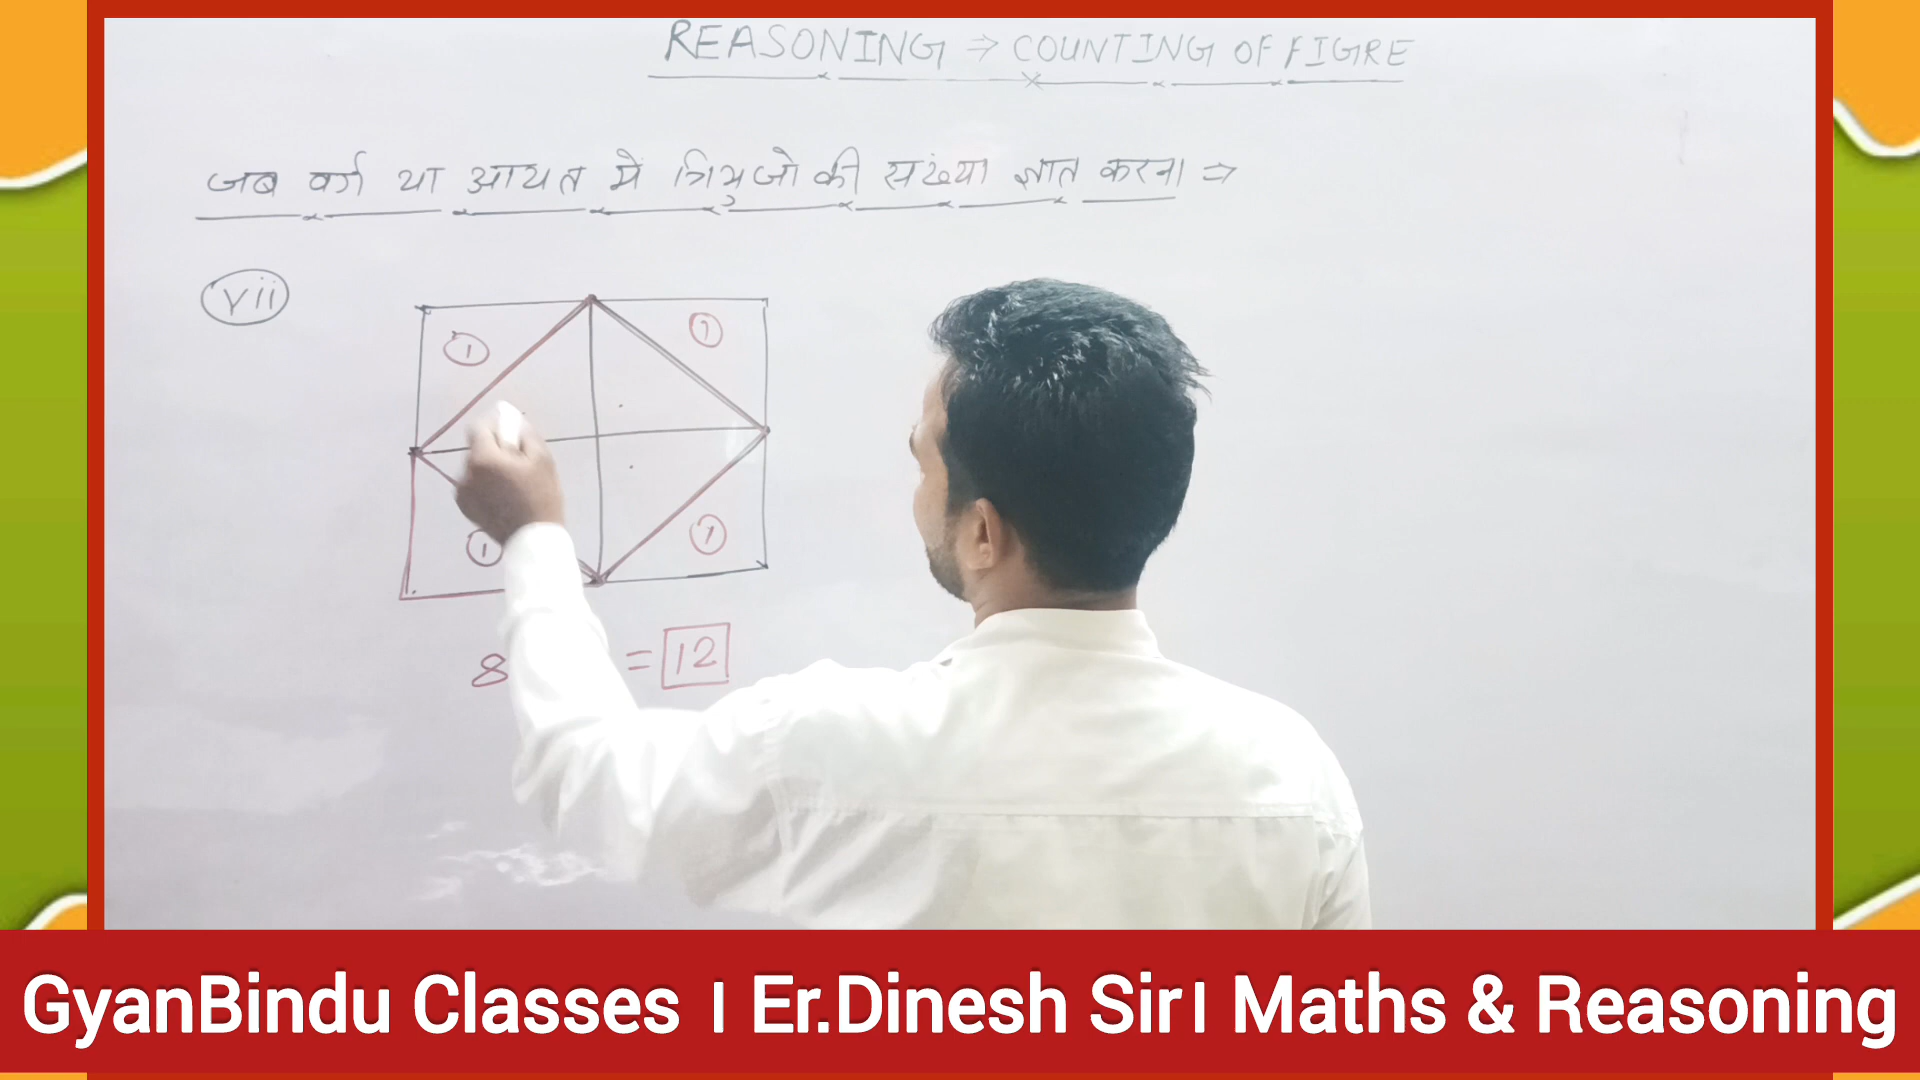 REASONING ⇒ COUNTING OF FIGRE
जब वर्ग या आयत मे त्रिभुजो की सख्ंया ज्ञात करना ⇒
vii
1 1
1 1
8 = 12
GyanBindu Classes । Er.Dinesh Sir। Maths & Reasoning